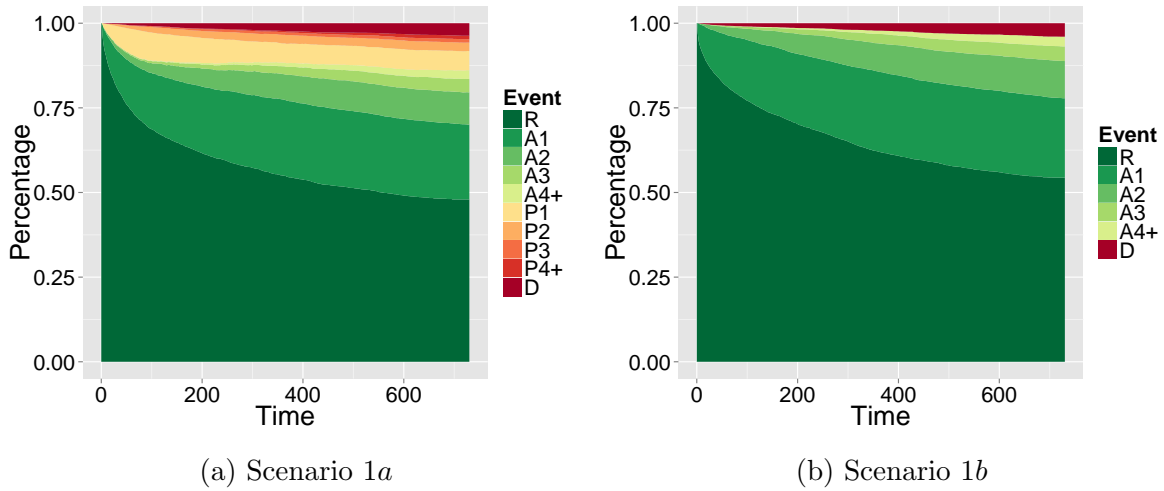 1.00
0.75
0.50
0.25
0.00
Percentage
0 200 400 600
Time
Event
R
A1
A2
A3
A4+
P1
P2
P3
P4+
D
(a) Scenario 1a
1.00
0.75
0.50
0.25
0.00
Percentage
0 200 400 600
Time
Event
R
A1
A2
A3
A4+
D
(b) Scenario 1b